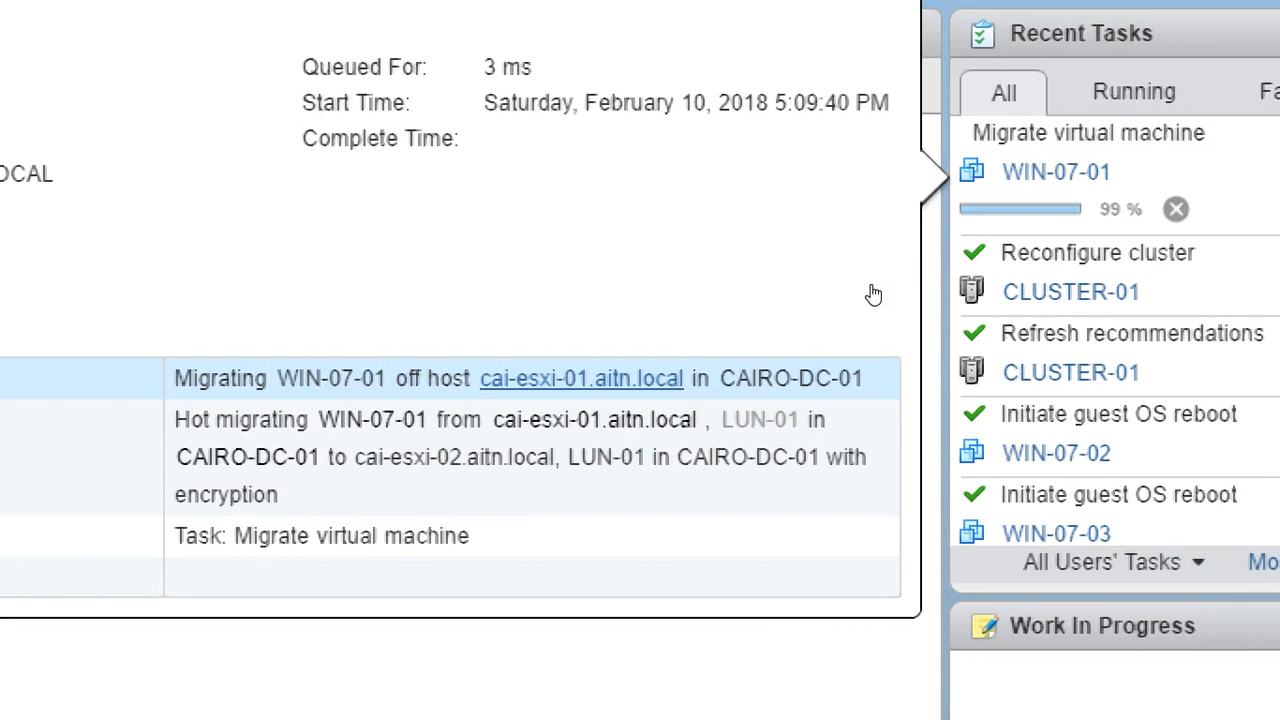 Queued For: 3 ms
Start Time: Saturday, February 10, 2018 5:09:40 PM
Complete Time:
OCAL
Migrating WIN-07-01 off host cai-esxi-01.aitn.local in CAIRO-DC-01
Hot migrating WIN-07-01 from cai-esxi-01.aitn.local , LUN-01 in
CAIRO-DC-01 to cai-esxi-02.aitn.local, LUN-01 in CAIRO-DC-01 with
encryption
Task: Migrate virtual machine
Recent Tasks
All Running Fa
Migrate virtual machine
WIN-07-01
99 %
Reconfigure cluster
CLUSTER-01
Refresh recommendations
CLUSTER-01
Initiate guest OS reboot
WIN-07-02
Initiate guest OS reboot
WIN-07-03
All Users' Tasks Mo
Work In Progress